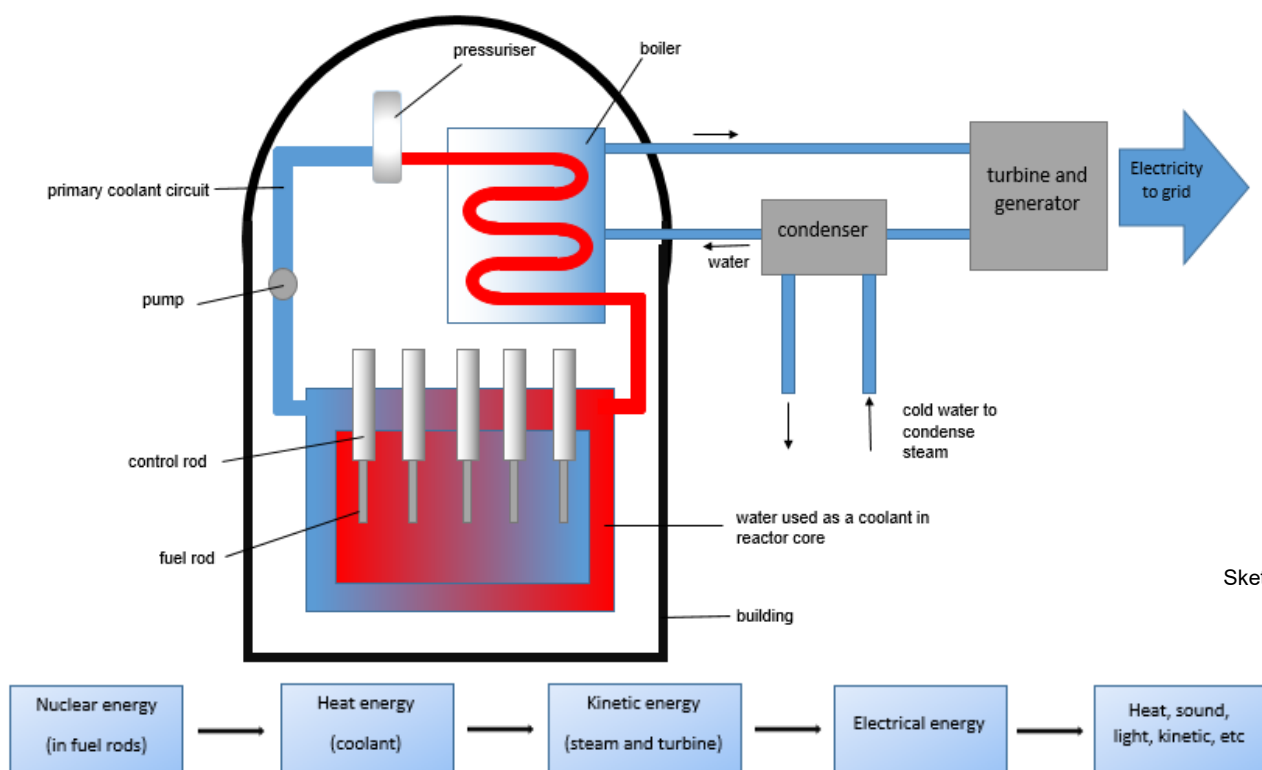 pressuriser
boiler
primary coolant circuit
turbine and
generator
Electricity
to grid
condenser
water
pump
cold water to
condense
steam
control rod
water used as a coolant in
reactor core
fuel rod
Sket
building
Nuclear energy
(in fuel rods)
Heat energy
(coolant)
Kinetic energy
(steam and turbine)
Electrical energy
Heat, sound,
light, kinetic, etc